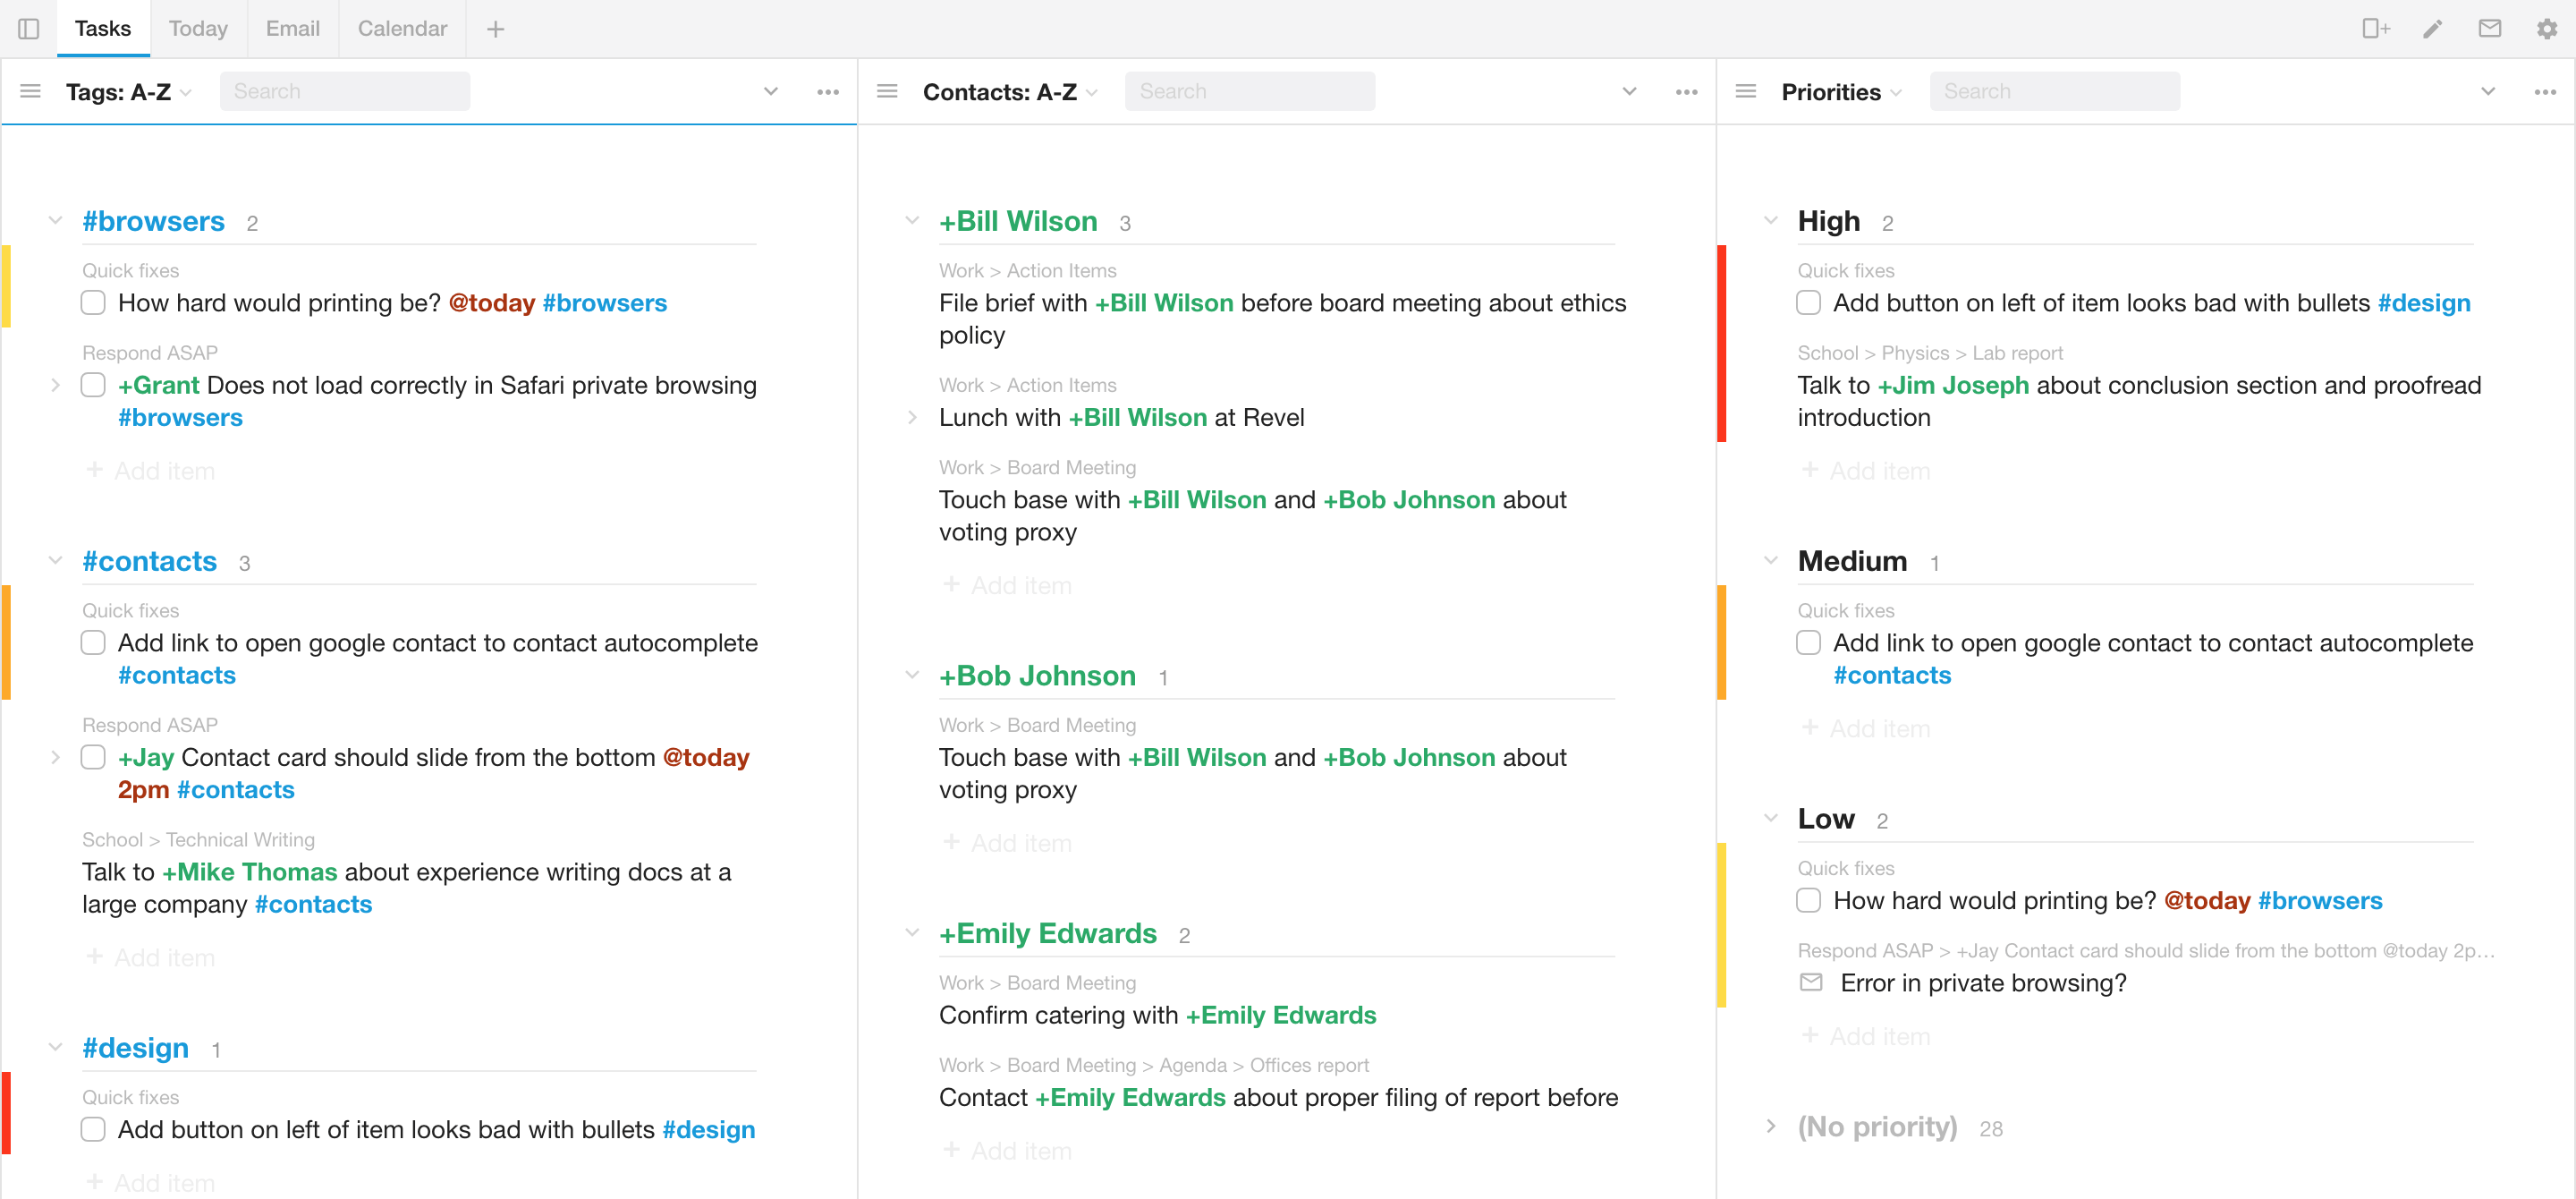 Tasks Today Email Calendar
Tags: A-Z Search
#browsers 2
Quick fixes
How hard would printing be? @today #browsers
Respond ASAP
+Grant Does not load correctly in Safari private browsing
#browsers
+ Add item
#contacts 3
Quick fixes
Add link to open google contact to contact autocomplete
#contacts
Respond ASAP
+Jay Contact card should slide from the bottom @today
2pm #contacts
School > Technical Writing
Talk to +Mike Thomas about experience writing docs at a
large company #contacts
+ Add item
#design 1
Quick fixes
Add button on left of item looks bad with bullets #design
+ Add item
Contacts: A-Z Search
+Bill Wilson 3
Work > Action Items
File brief with +Bill Wilson before board meeting about ethics
policy
Work > Action Items
Lunch with +Bill Wilson at Revel
Work > Board Meeting
Touch base with +Bill Wilson and +Bob Johnson about
voting proxy
+ Add item
+Bob Johnson 1
Work > Board Meeting
Touch base with +Bill Wilson and +Bob Johnson about
voting proxy
+ Add item
+Emily Edwards 2
Work > Board Meeting
Confirm catering with +Emily Edwards
Work > Board Meeting > Agenda > Offices report
Contact +Emily Edwards about proper filing of report before
+ Add item
Priorities Search
High 2
Quick fixes
Add button on left of item looks bad with bullets #design
School > Physics > Lab report
Talk to +Jim Joseph about conclusion section and proofread
introduction
+ Add item
Medium 1
Quick fixes
Add link to open google contact to contact autocomplete
#contacts
+ Add item
Low 2
Quick fixes
How hard would printing be? @today #browsers
Respond ASAP > +Jay Contact card should slide from the bottom @today 2p…
Error in private browsing?
+ Add item
(No priority) 28